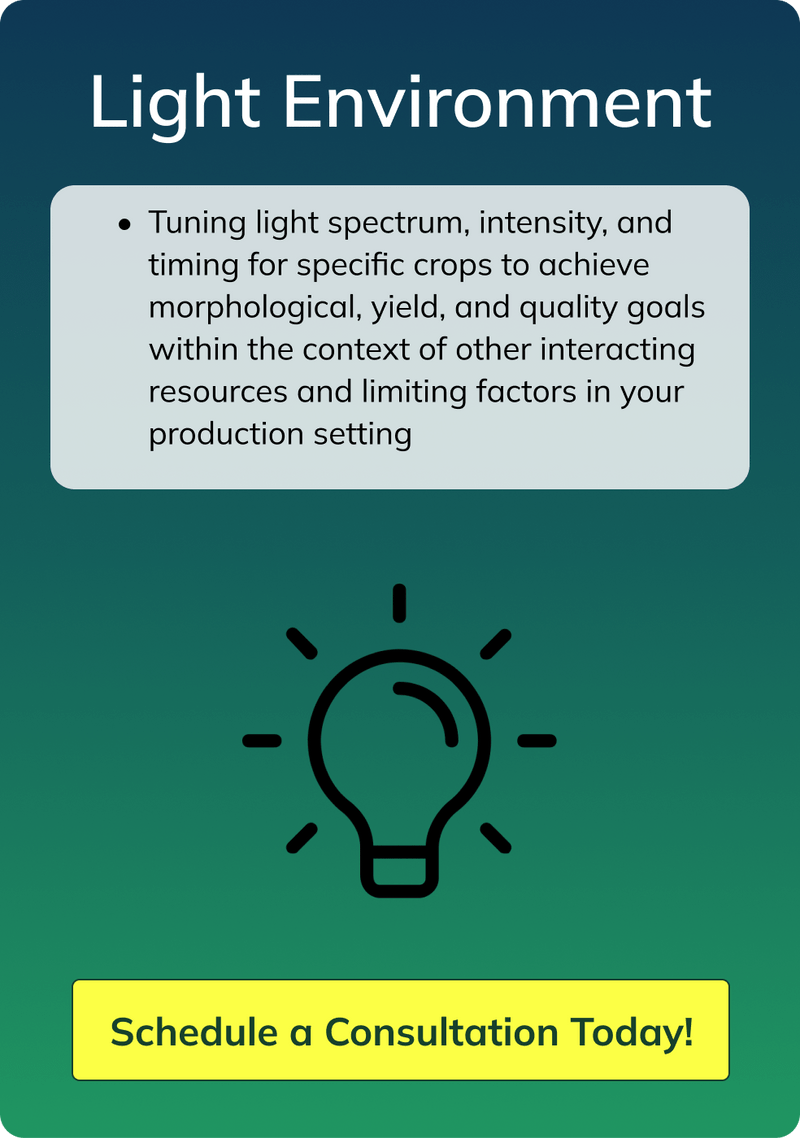 Light Environment
• Tuning light spectrum, intensity, and
timing for specific crops to achieve
morphological, yield, and quality goals
within the context of other interacting
resources and limiting factors in your
production setting
Schedule a Consultation Today!